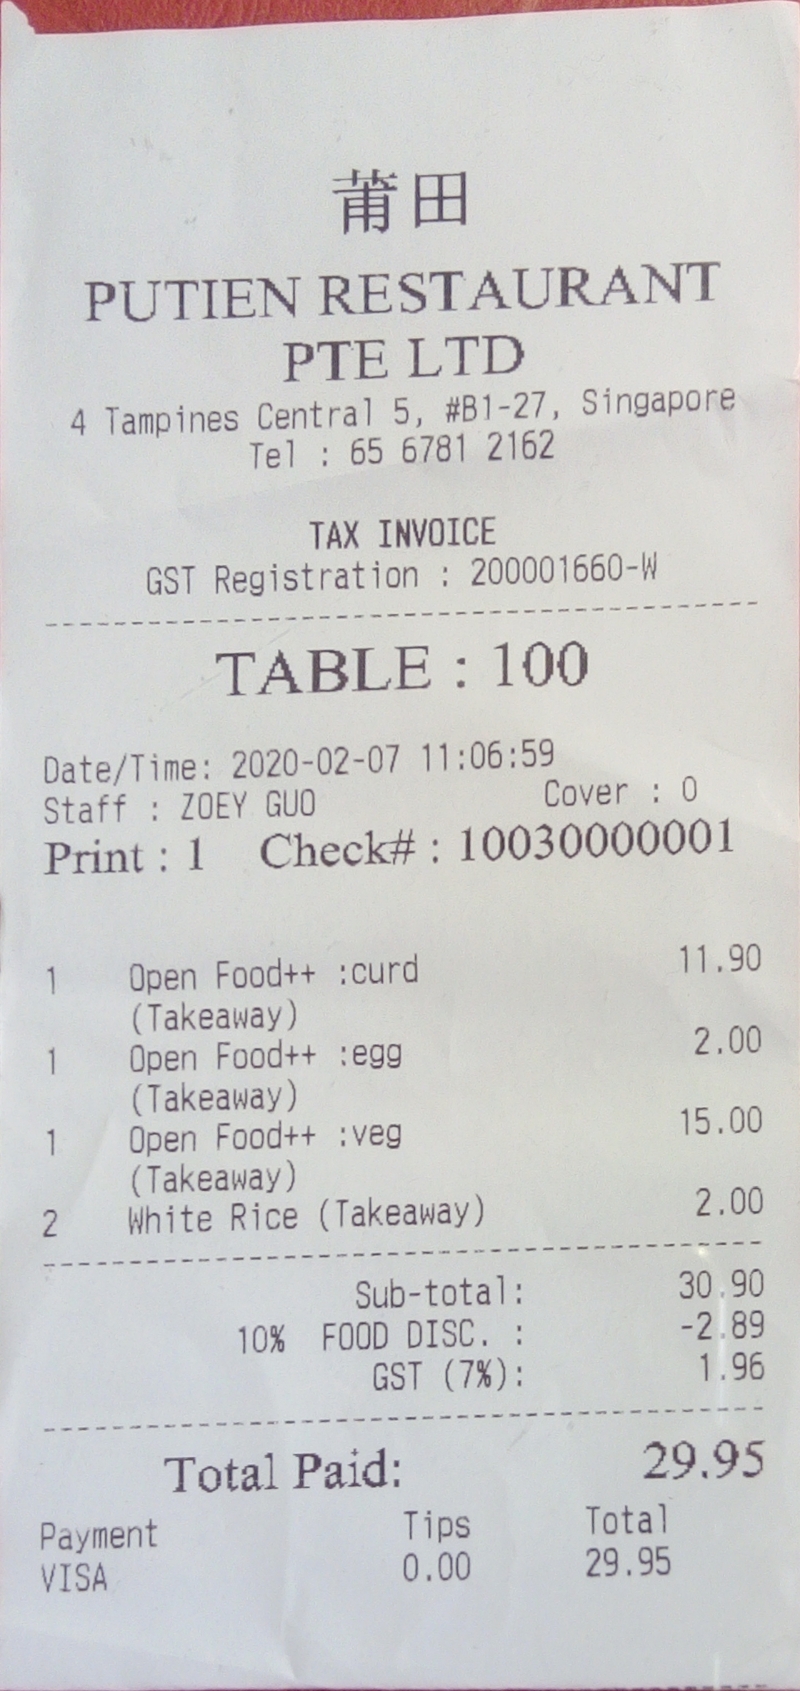 莆田
PUTIEN RESTAURANT
PTE LTD
4 Tampines Central 5, #B1-27, Singapore
Tel : 65 6781 2162
TAX INVOICE
GST Registration : 200001660-W
TABLE : 100
Date/Time: 2020-02-07 11:06:59
Staff : ZOEY GUO Cover : 0
Print : 1 Check# : 10030000001
1 Open Food++ :curd 11.90
(Takeaway)
1 Open Food++ :egg 2.00
(Takeaway)
1 Open Food++ :veg 15.00
(Takeaway)
2 White Rice (Takeaway) 2.00
Sub-total: 30.90
10% FOOD DISC. : -2.89
GST (7%): 1.96
Total Paid: 29.95
Payment Tips Total
VISA 0.00 29.95